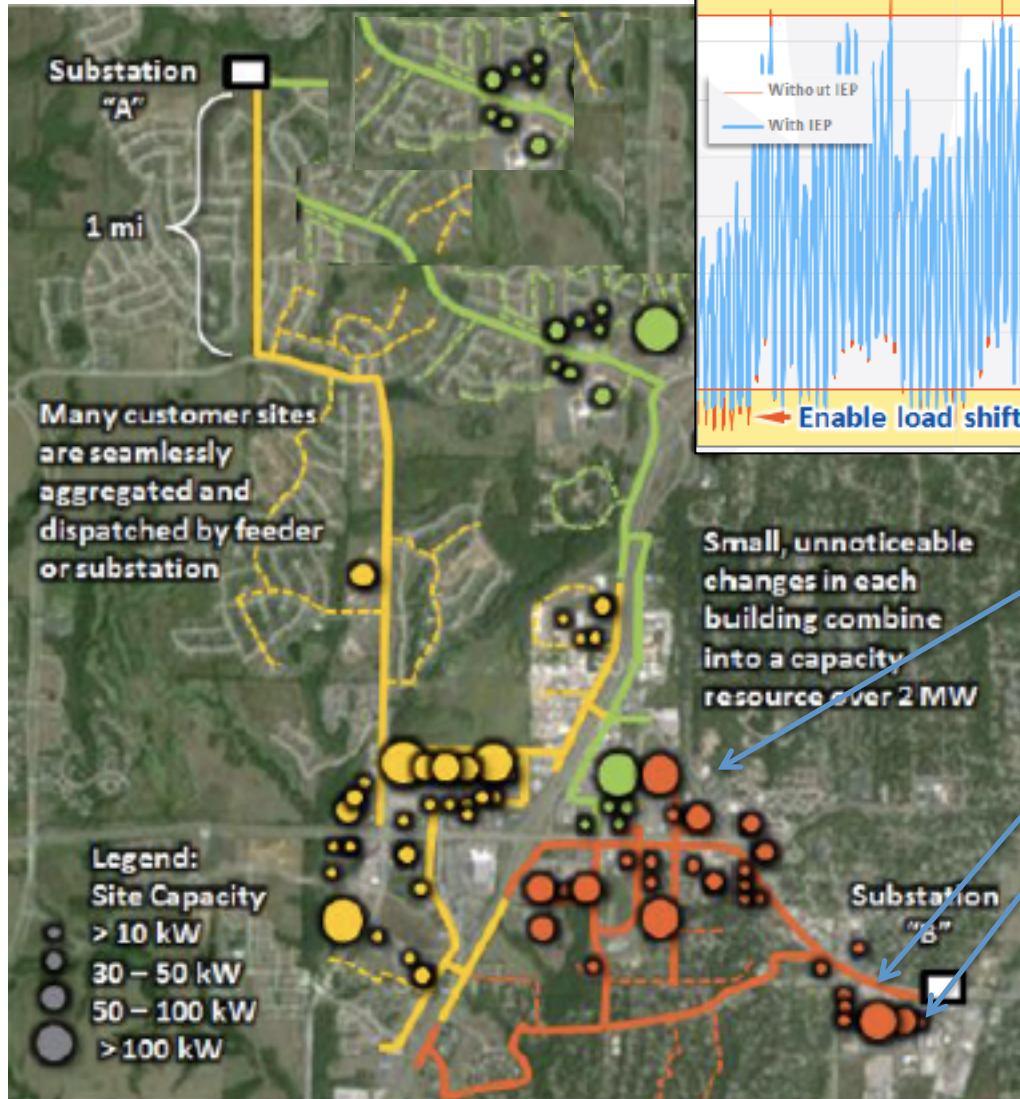 Substation
"A"
1 mi
Without IEP
With IEP
Enable load shift
Many customer sites
are seamlessly
aggregated and
dispatched by feeder
or substation
Small, unnoticeable
changes in each
building combine
into a capacity
resource over 2 MW
Legend:
Site Capacity
> 10 kW
30 – 50 kW
50 – 100 kW
> 100 kW
Substation
"B"